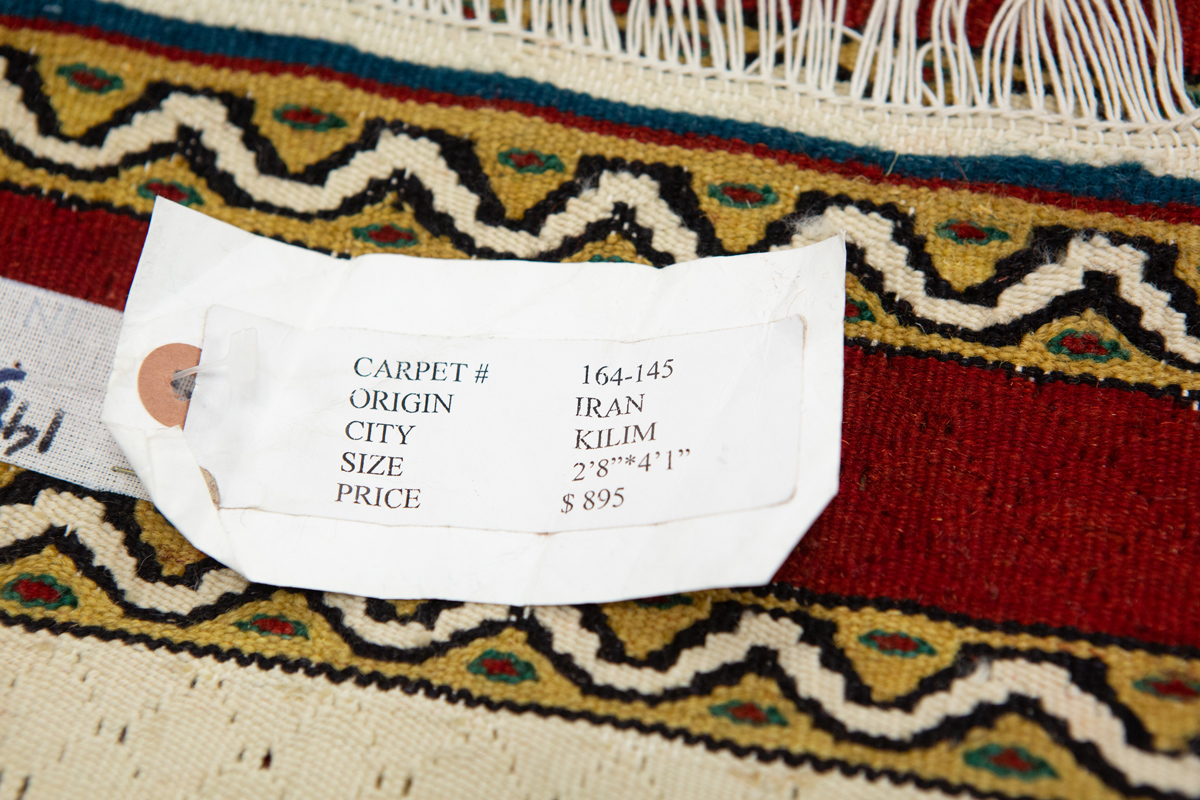 CARPET # 164-145
ORIGIN IRAN
CITY KILIM
SIZE 2'8”*4'1”
PRICE $ 895